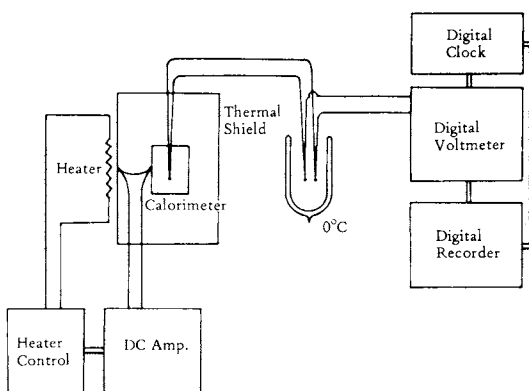 Digital
Clock
Thermal
Shield
Digital
Voltmeter
Heater
Calorimeter
0°C
Digital
Recorder
Heater
Control
DC Amp.